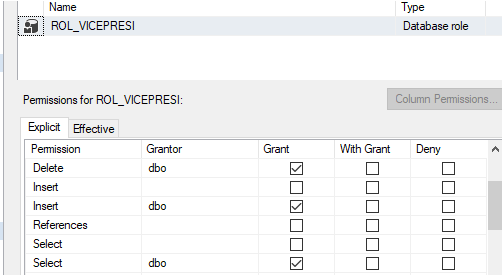 Name Type
ROL_VICEPRESI Database role
Permissions for ROL_VICEPRESI: Column Permissions...
Explicit Effective
Permission Grantor Grant With Grant Deny
Delete dbo
Insert
Insert dbo
References
Select
Select dbo